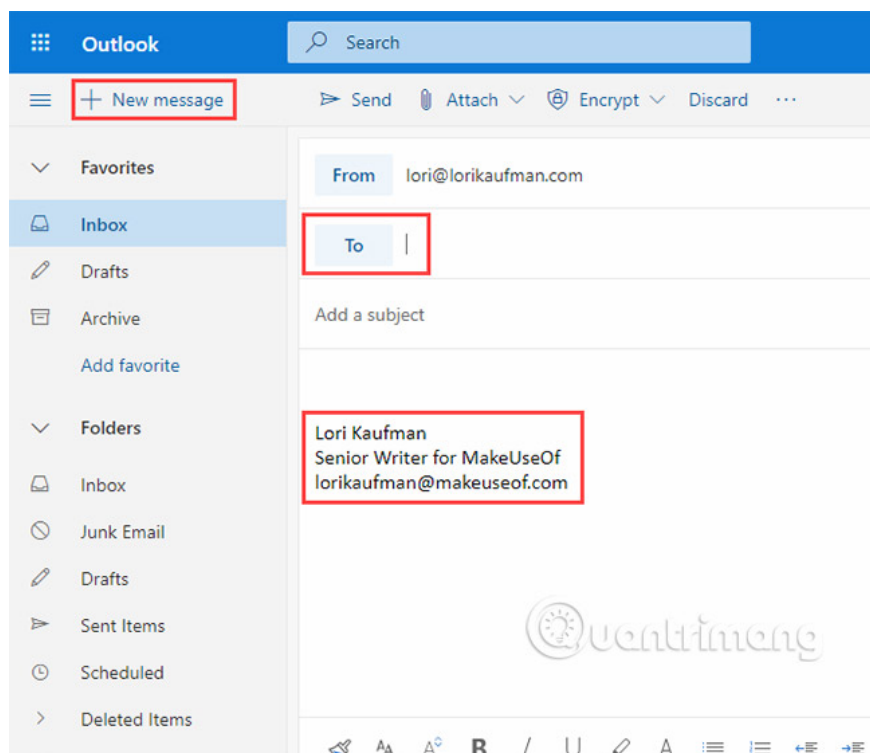 Outlook
Search
New message
Send Attach Encrypt Discard ...
Favorites
From lori@lorikaufman.com
Inbox
To
Drafts
Add a subject
Archive
Add favorite
Folders
Lori Kaufman
Senior Writer for MakeUseOf
lorikaufman@makeuseof.com
Inbox
Junk Email
Drafts
Sent Items
Quantrimang
Scheduled
Deleted Items